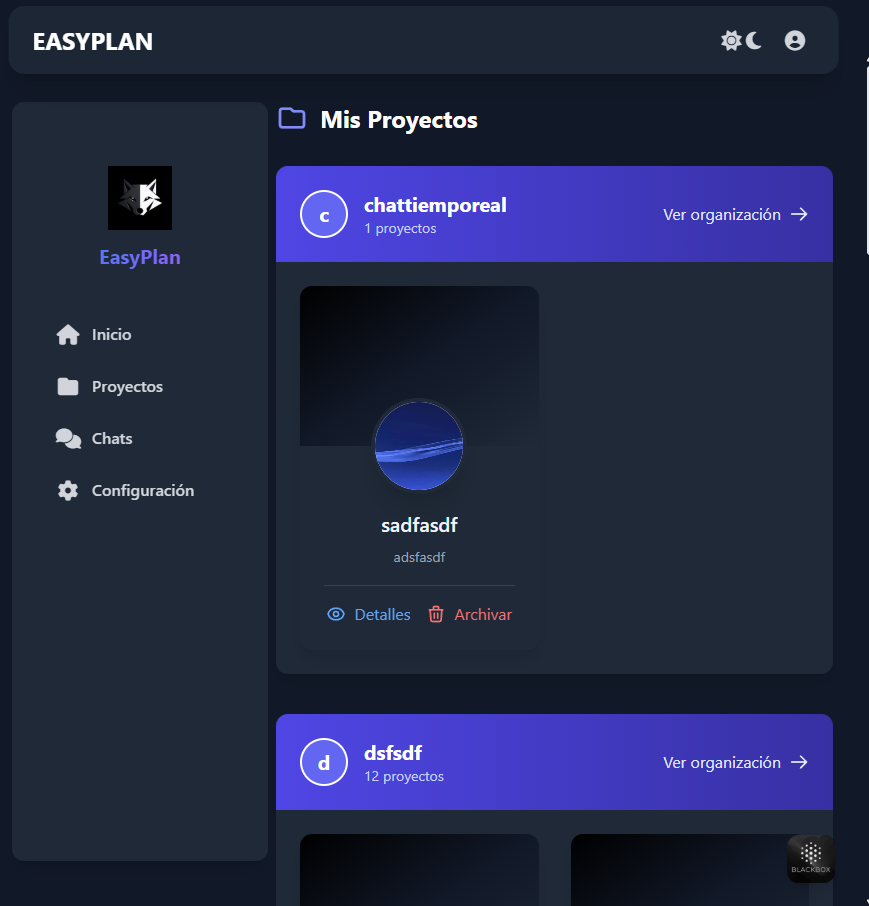 EASYPLAN
EasyPlan
Inicio
Proyectos
Chats
Configuración
Mis Proyectos
c
chattiemporeal
1 proyectos
Ver organización
sadfasdf
adsfasdf
Detalles
Archivar
d
dsfsdf
12 proyectos
Ver organización
BLACKBOX